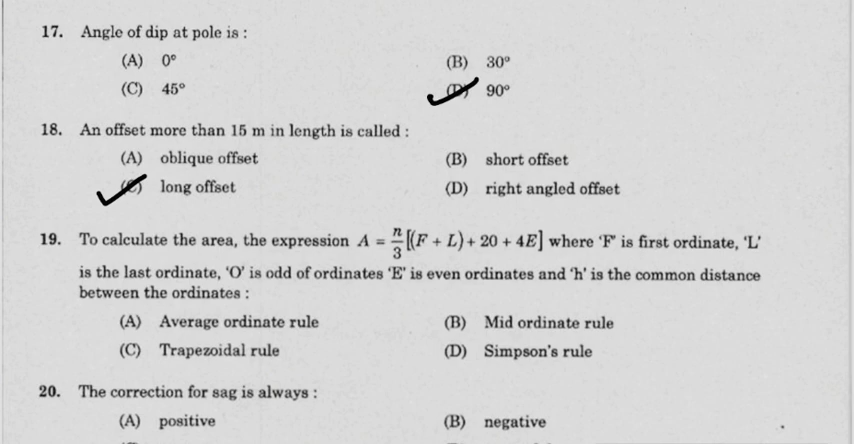 17. Angle of dip at pole is :
(A) 0° (B) 30°
(C) 45° (D) 90°
18. An offset more than 15 m in length is called :
(A) oblique offset (B) short offset
(C) long offset (D) right angled offset
19. To calculate the area, the expression A = n/3 [(F + L) + 20 + 4E] where 'F' is first ordinate, 'L'
is the last ordinate, 'O' is odd of ordinates 'E' is even ordinates and 'h' is the common distance
between the ordinates :
(A) Average ordinate rule (B) Mid ordinate rule
(C) Trapezoidal rule (D) Simpson's rule
20. The correction for sag is always :
(A) positive (B) negative